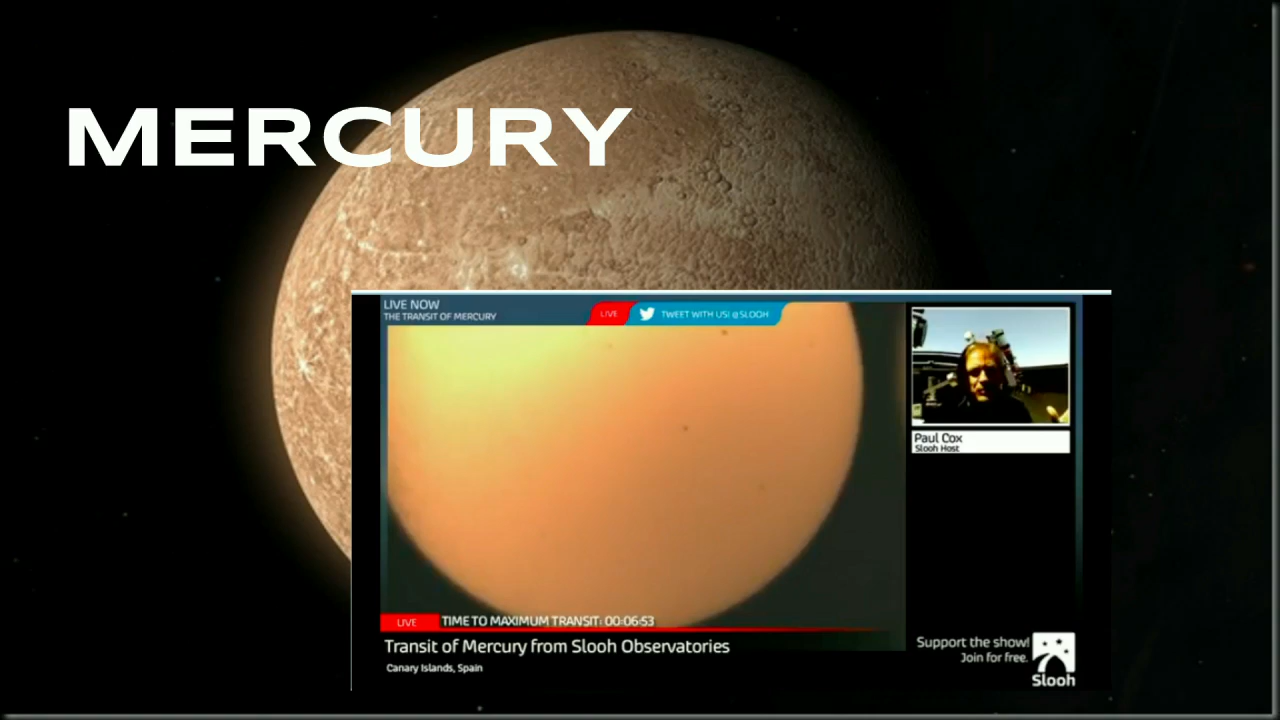 MERCURY
LIVE NOW
THE TRANSIT OF MERCURY
LIVE
TWEET WITH US! @SLOOH
Paul Cox
Slooh Host
LIVE
TIME TO MAXIMUM TRANSIT: 00:06:53
Transit of Mercury from Slooh Observatories
Canary Islands, Spain
Support the show!
Join for free.
Slooh